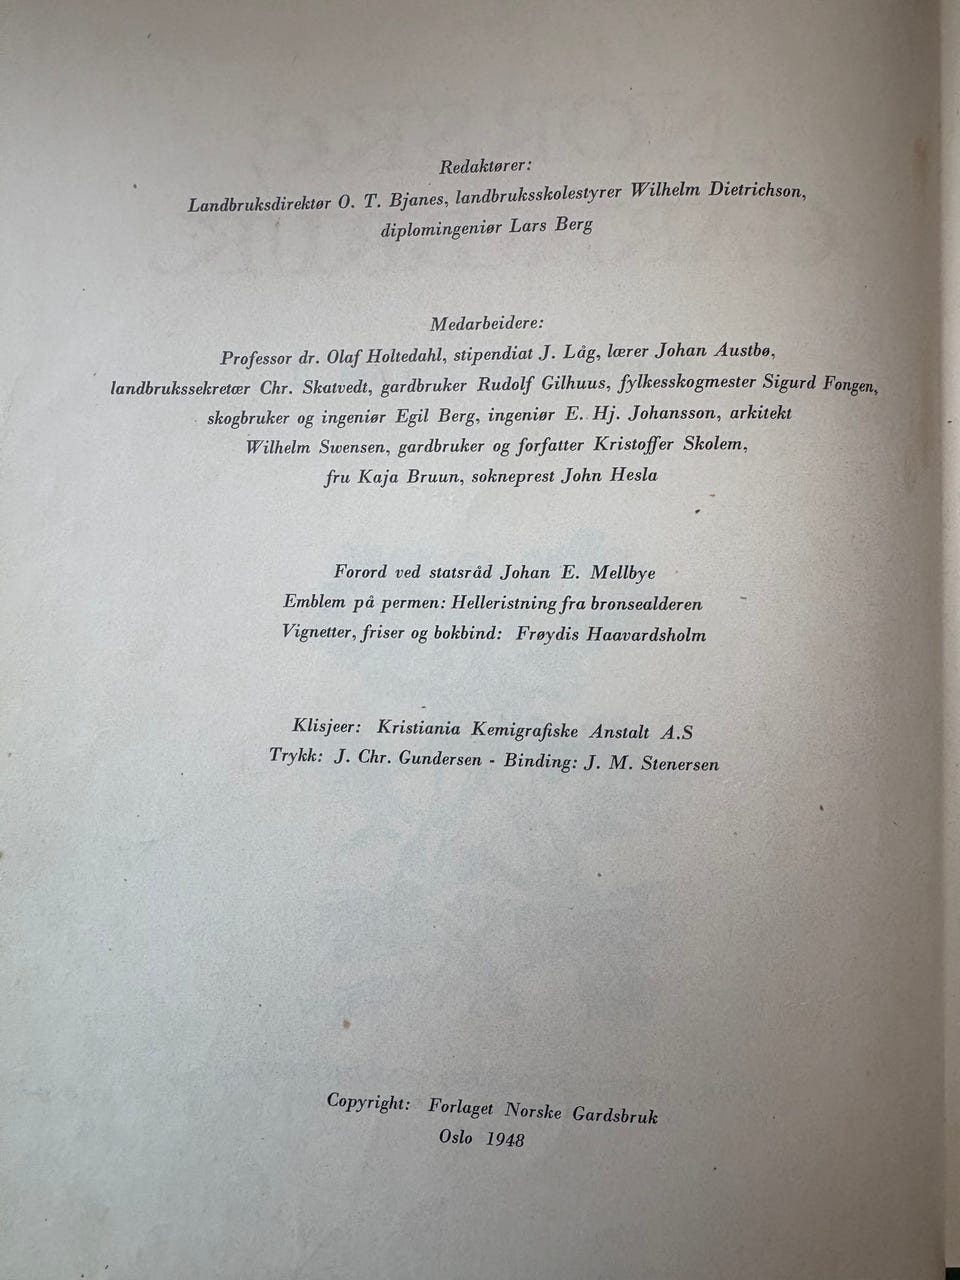 Redaktører:
Landbruksdirektør O. T. Bjanes, landbruksskolestyrer Wilhelm Dietrichson,
diplomingeniør Lars Berg
Medarbeidere:
Professor dr. Olaf Holtedahl, stipendiat J. Låg, lærer Johan Austbø,
landbrukssekretær Chr. Skatvedt, gardbruker Rudolf Gilhuus, fylkesskogmester Sigurd Fongen,
skogbruker og ingeniør Egil Berg, ingeniør E. Hj. Johansson, arkitekt
Wilhelm Swensen, gardbruker og forfatter Kristoffer Skolem,
fru Kaja Bruun, sokneprest John Hesla
Forord ved statsråd Johan E. Mellbye
Emblem på permen: Helleristning fra bronsealderen
Vignetter, friser og bokbind: Frøydis Haavardsholm
Klisjeer: Kristiania Kemigrafiske Anstalt A.S
Trykk: J. Chr. Gundersen - Binding: J. M. Stenersen
Copyright: Forlaget Norske Gardsbruk
Oslo 1948